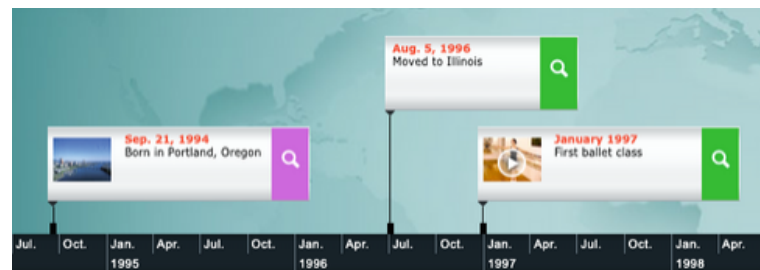 Aug. 5, 1996
Moved to Illinois
Sep. 21, 1994
Born in Portland, Oregon
January 1997
First ballet class
Jul. Oct. Jan. Apr. Jul. Oct. Jan. Apr. Jul. Oct. Jan. Apr. Jul. Oct. Jan. Apr.
1995 1996 1997 1998